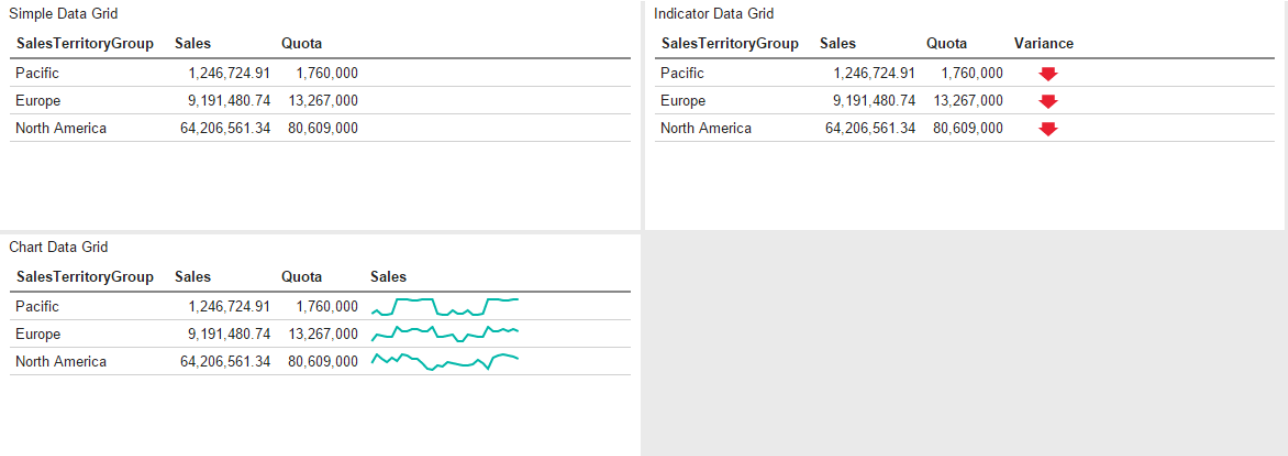 Simple Data Grid
SalesTerritoryGroup Sales Quota
Pacific 1,246,724.91 1,760,000
Europe 9,191,480.74 13,267,000
North America 64,206,561.34 80,609,000
Indicator Data Grid
SalesTerritoryGroup Sales Quota Variance
Pacific 1,246,724.91 1,760,000
Europe 9,191,480.74 13,267,000
North America 64,206,561.34 80,609,000
Chart Data Grid
SalesTerritoryGroup Sales Quota Sales
Pacific 1,246,724.91 1,760,000
Europe 9,191,480.74 13,267,000
North America 64,206,561.34 80,609,000